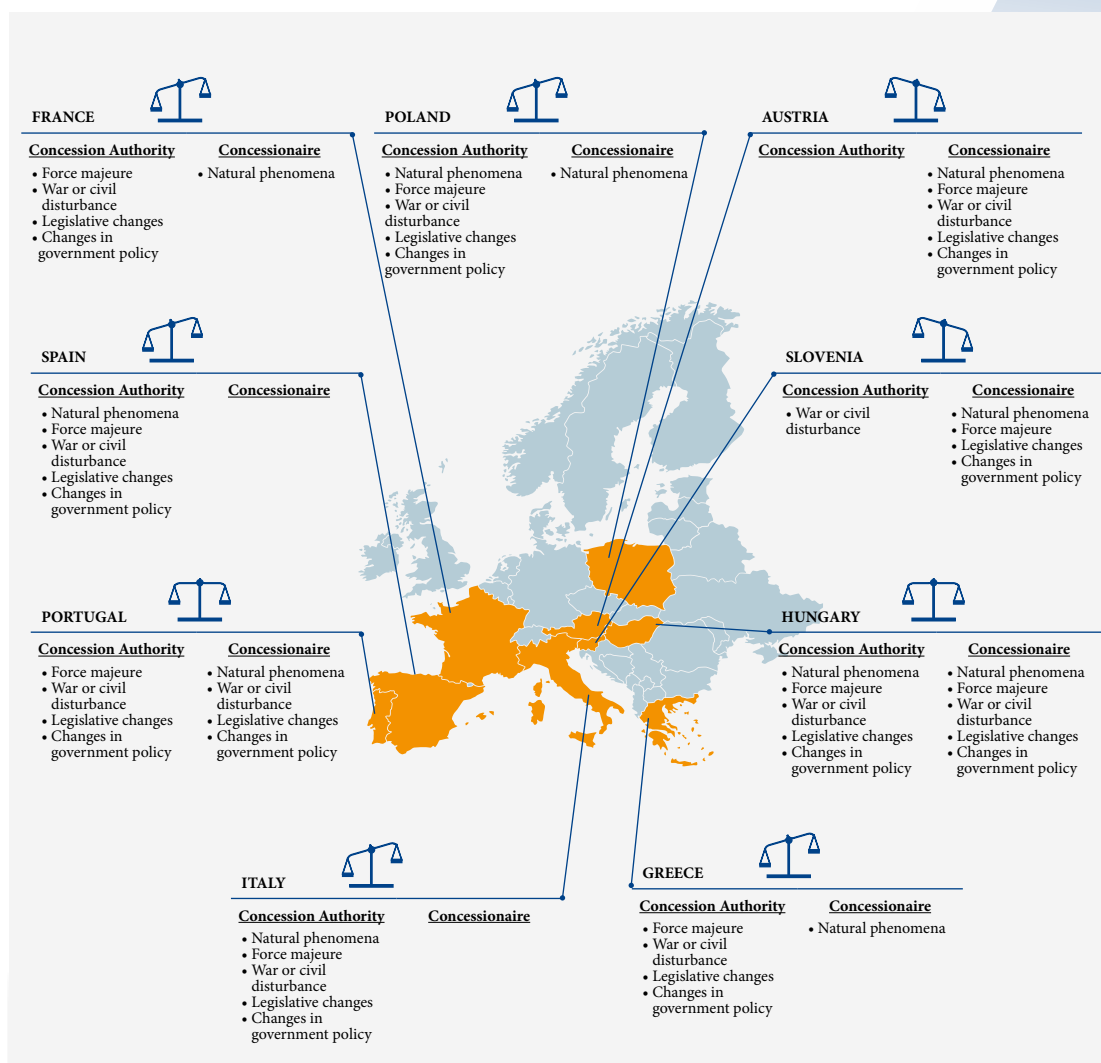 FRANCE
Concession Authority
• Force majeure
• War or civil
disturbance
• Legislative changes
• Changes in
government policy
Concessionaire
• Natural phenomena
POLAND
Concession Authority
• Natural phenomena
• Force majeure
• War or civil
disturbance
• Legislative changes
• Changes in
government policy
Concessionaire
• Natural phenomena
AUSTRIA
Concession Authority
Concessionaire
• Natural phenomena
• Force majeure
• War or civil
disturbance
• Legislative changes
• Changes in
government policy
SPAIN
Concession Authority
• Natural phenomena
• Force majeure
• War or civil
disturbance
• Legislative changes
• Changes in
government policy
Concessionaire
SLOVENIA
Concession Authority
• War or civil
disturbance
Concessionaire
• Natural phenomena
• Force majeure
• Legislative changes
• Changes in
government policy
PORTUGAL
Concession Authority
• Force majeure
• War or civil
disturbance
• Legislative changes
• Changes in
government policy
Concessionaire
• Natural phenomena
• War or civil
disturbance
• Legislative changes
• Changes in
government policy
HUNGARY
Concession Authority
• Natural phenomena
• Force majeure
• War or civil
disturbance
• Legislative changes
• Changes in
government policy
Concessionaire
• Natural phenomena
• Force majeure
• War or civil
disturbance
• Legislative changes
• Changes in
government policy
ITALY
Concession Authority
• Natural phenomena
• Force majeure
• War or civil
disturbance
• Legislative changes
• Changes in
government policy
Concessionaire
GREECE
Concession Authority
• Force majeure
• War or civil
disturbance
• Legislative changes
• Changes in
government policy
Concessionaire
• Natural phenomena